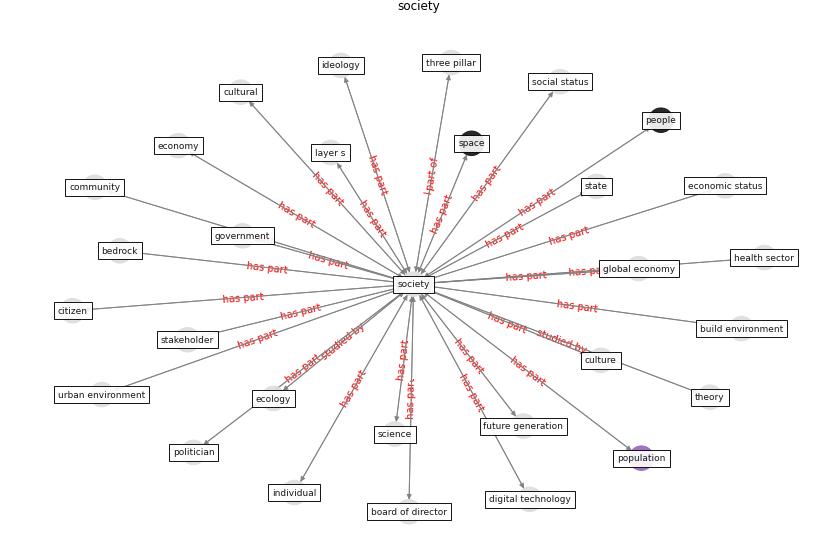 society
ideology
three pillar
social status
cultural
people
economy
layer s
space
community
state
economic status
has part
has part
part of
has part
has part
has part
has part
has part
has part
government
has part
has part
bedrock
has part
has part
health sector
society
has part
has pa
global economy
citizen
has part
has part
has part
build environment
stakeholder
has part
studied by
has part
studied by
culture
has part
has part
has part
has part
urban environment
ecology
has part
has part
has part
theory
science
future generation
politician
population
individual
digital technology
board of director